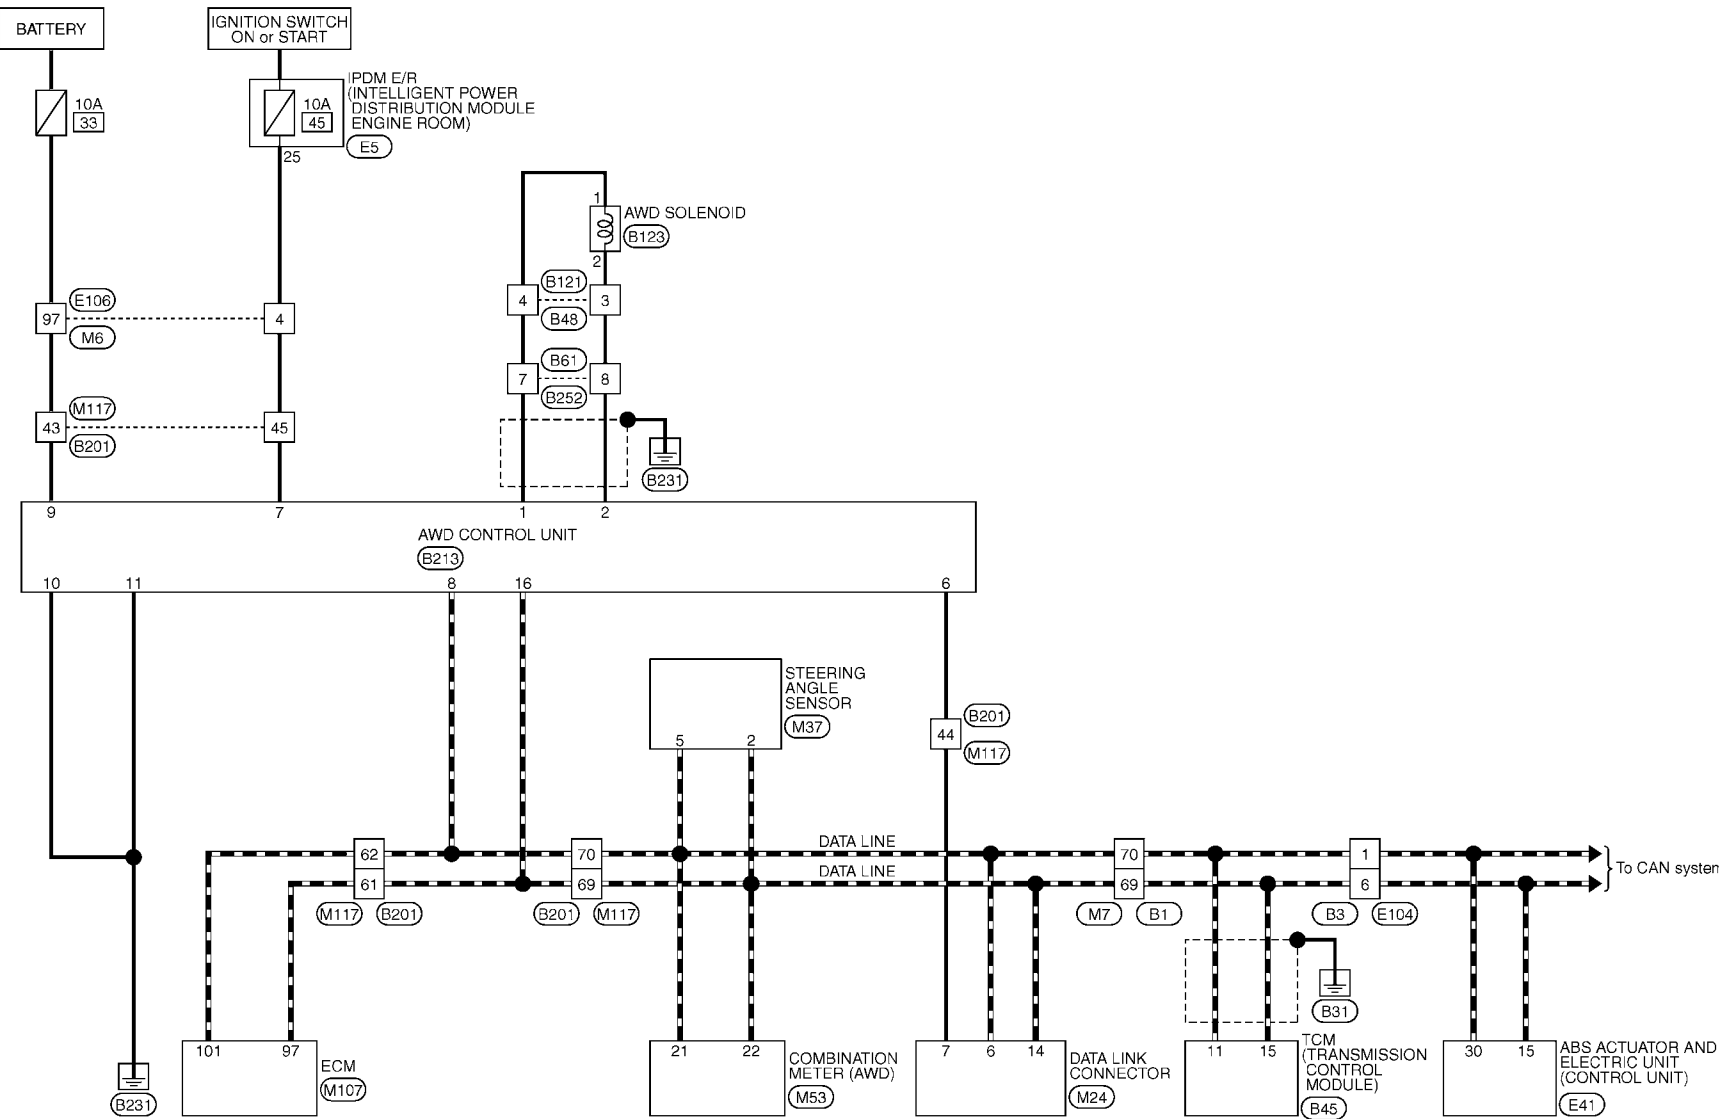 BATTERY
IGNITION SWITCH
ON or START
10A
33
10A
45
IPDM E/R
(INTELLIGENT POWER
DISTRIBUTION MODULE
ENGINE ROOM)
E5
25
1
AWD SOLENOID
B123
2
97
E106
M6
4
4
B121
B48
3
7
B61
B252
8
43
M117
B201
45
B231
9
7
1
2
AWD CONTROL UNIT
B213
10
11
8
16
6
STEERING
ANGLE
SENSOR
M37
5
2
44
B201
M117
DATA LINE
DATA LINE
62
61
M117
B201
70
69
B201
M117
70
69
M7
B1
1
6
B3
E104
To CAN system
B31
B231
101
97
ECM
M107
21
22
COMBINATION
METER (AWD)
M53
7
6
14
DATA LINK
CONNECTOR
M24
11
15
TCM
(TRANSMISSION
CONTROL
MODULE)
B45
30
15
ABS ACTUATOR AND
ELECTRIC UNIT
(CONTROL UNIT)
E41